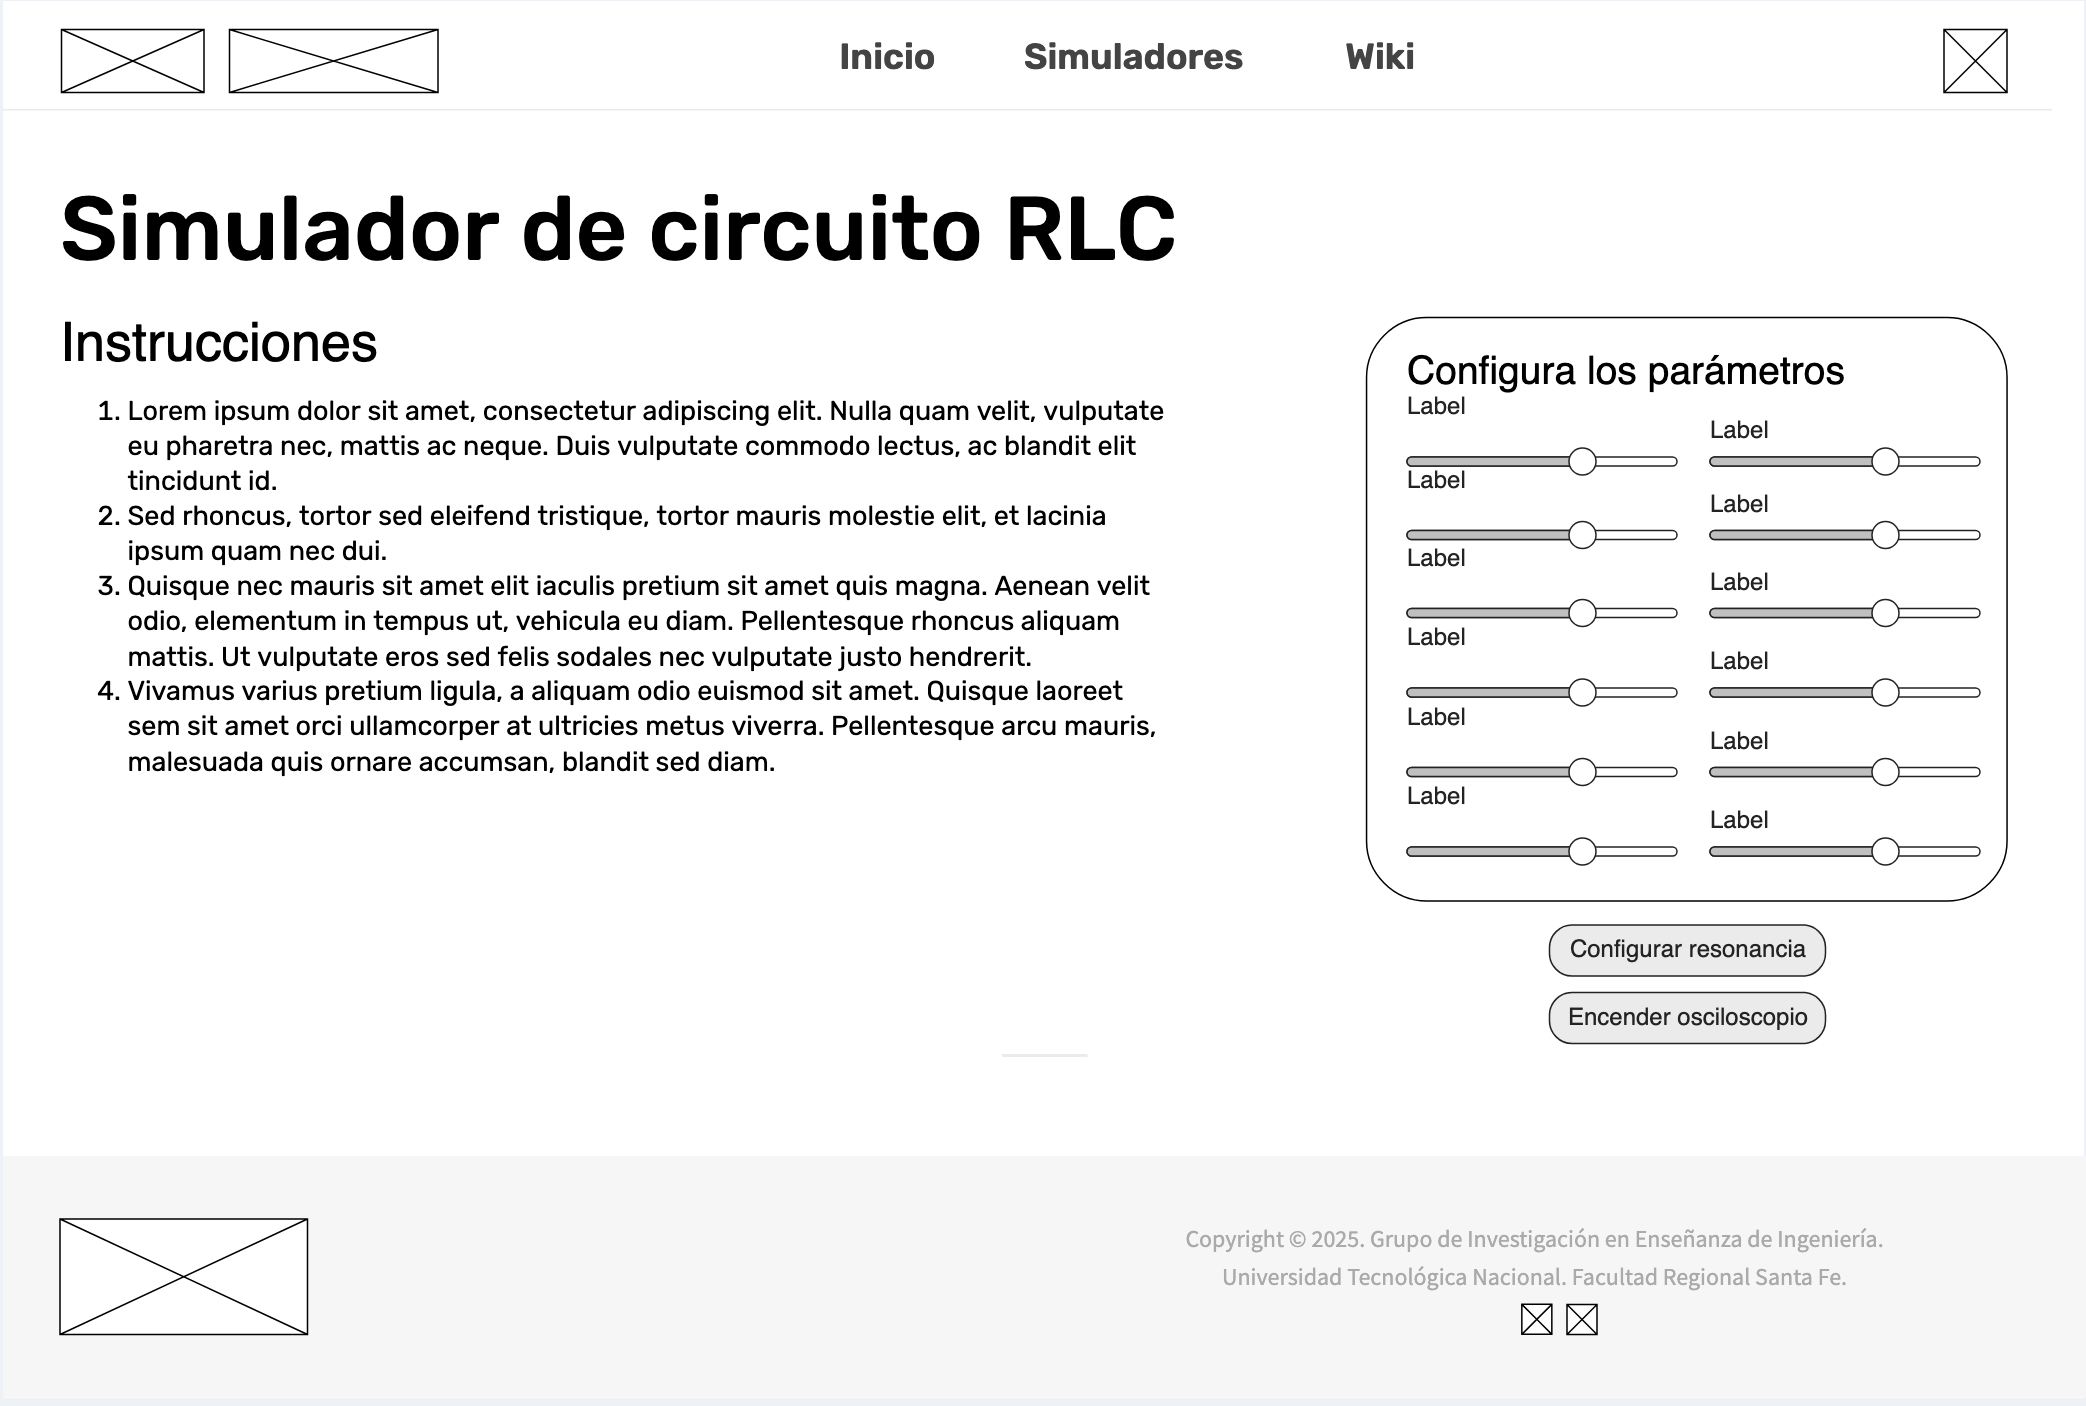 Inicio Simuladores Wiki
Simulador de circuito RLC
Instrucciones
1. Lorem ipsum dolor sit amet, consectetur adipiscing elit. Nulla quam velit, vulputate
eu pharetra nec, mattis ac neque. Duis vulputate commodo lectus, ac blandit elit
tincidunt id.
2. Sed rhoncus, tortor sed eleifend tristique, tortor mauris molestie elit, et lacinia
ipsum quam nec dui.
3. Quisque nec mauris sit amet elit iaculis pretium sit amet quis magna. Aenean velit
odio, elementum in tempus ut, vehicula eu diam. Pellentesque rhoncus aliquam
mattis. Ut vulputate eros sed felis sodales nec vulputate justo hendrerit.
4. Vivamus varius pretium ligula, a aliquam odio euismod sit amet. Quisque laoreet
sem sit amet orci ullamcorper at ultricies metus viverra. Pellentesque arcu mauris,
malesuada quis ornare accumsan, blandit sed diam.
Configura los parámetros
Label
Label
Label
Label
Label
Label
Label
Label
Label
Label
Label
Label
Configurar resonancia
Encender osciloscopio
Copyright © 2025. Grupo de Investigación en Enseñanza de Ingeniería.
Universidad Tecnológica Nacional. Facultad Regional Santa Fe.